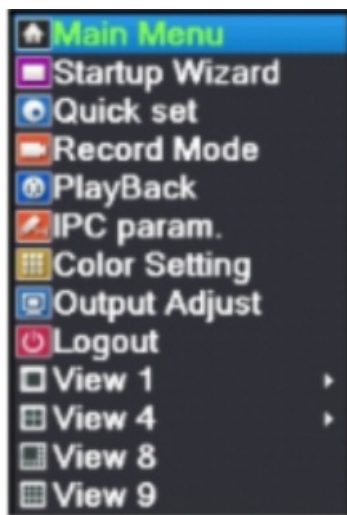 Main Menu
Startup Wizard
Quick set
Record Mode
PlayBack
IPC param.
Color Setting
Output Adjust
Logout
View 1
View 4
View 8
View 9